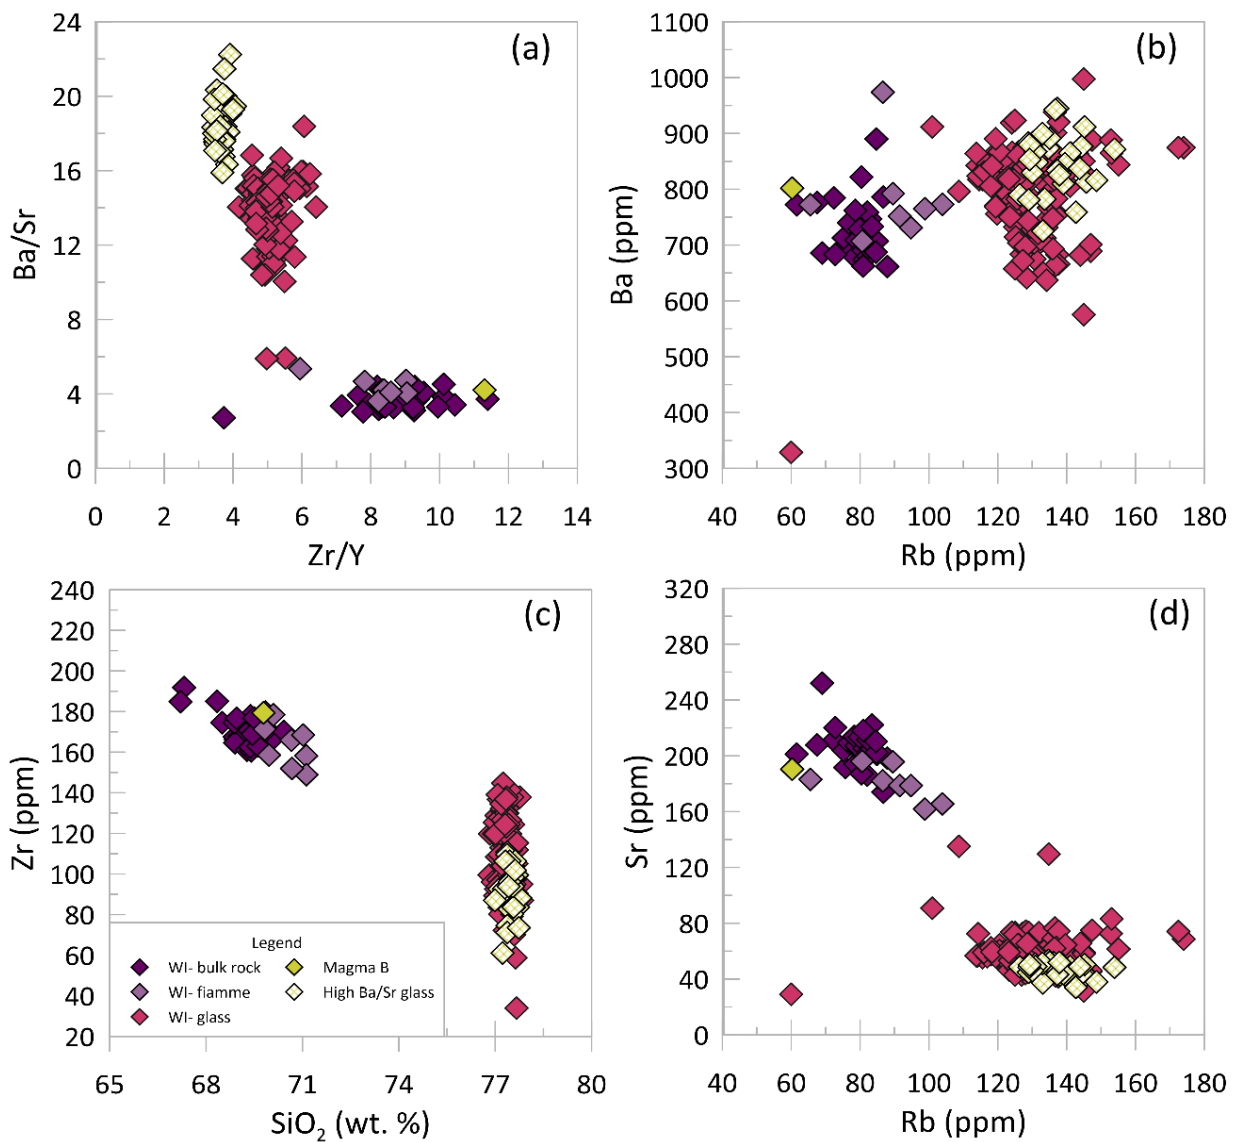 (a)
24
20
16
12
8
4
0
Ba/Sr
0 2 4 6 8 10 12 14
Zr/Y
(b)
1100
1000
900
800
700
600
500
400
300
Ba (ppm)
40 60 80 100 120 140 160 180
Rb (ppm)
(c)
240
220
200
180
160
140
120
100
80
60
40
20
Zr (ppm)
Legend
WI- bulk rock
WI- fiamme
WI- glass
Magma B
High Ba/Sr glass
65 68 71 74 77 80
SiO₂ (wt. %)
(d)
320
280
240
200
160
120
80
40
0
Sr (ppm)
40 60 80 100 120 140 160 180
Rb (ppm)